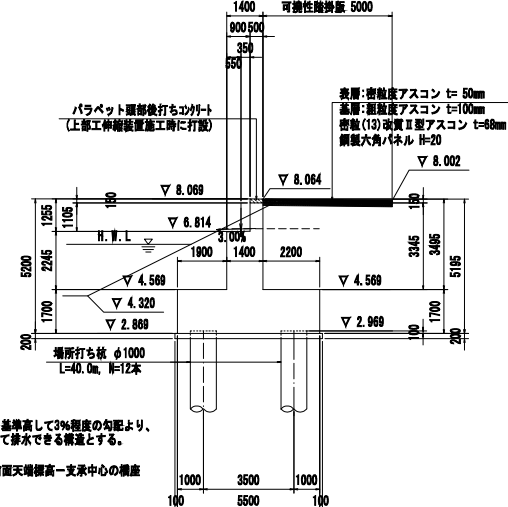 1400
可撓性踏掛版 5000
900
500
350
550
表層:密粒度アスコン t= 50mm
基層:粗粒度アスコン t=100mm
密粒(13)改質Ⅱ型アスコン t=68mm
鋼製六角パネル H=20
パラペット頭部後打ちコンクリート
(上部工伸縮装置施工時に打設)
▽ 8.002
▽ 8.064
▽ 8.069
150
150
1255
1105
▽ 6.814
H.W.L
3.00%
1900
1400
2200
2245
5200
3345
3495
5195
▽ 4.569
▽ 4.569
▽ 4.320
1700
1700
▽ 2.869
▽ 2.969
100
200
200
場所打ち杭 φ1000
L=40.0m, N=12本
基準高して3%程度の勾配より、
て排水できる構造とする。
面天端標高ー支承中心の横座
1000
3500
1000
100
5500
100